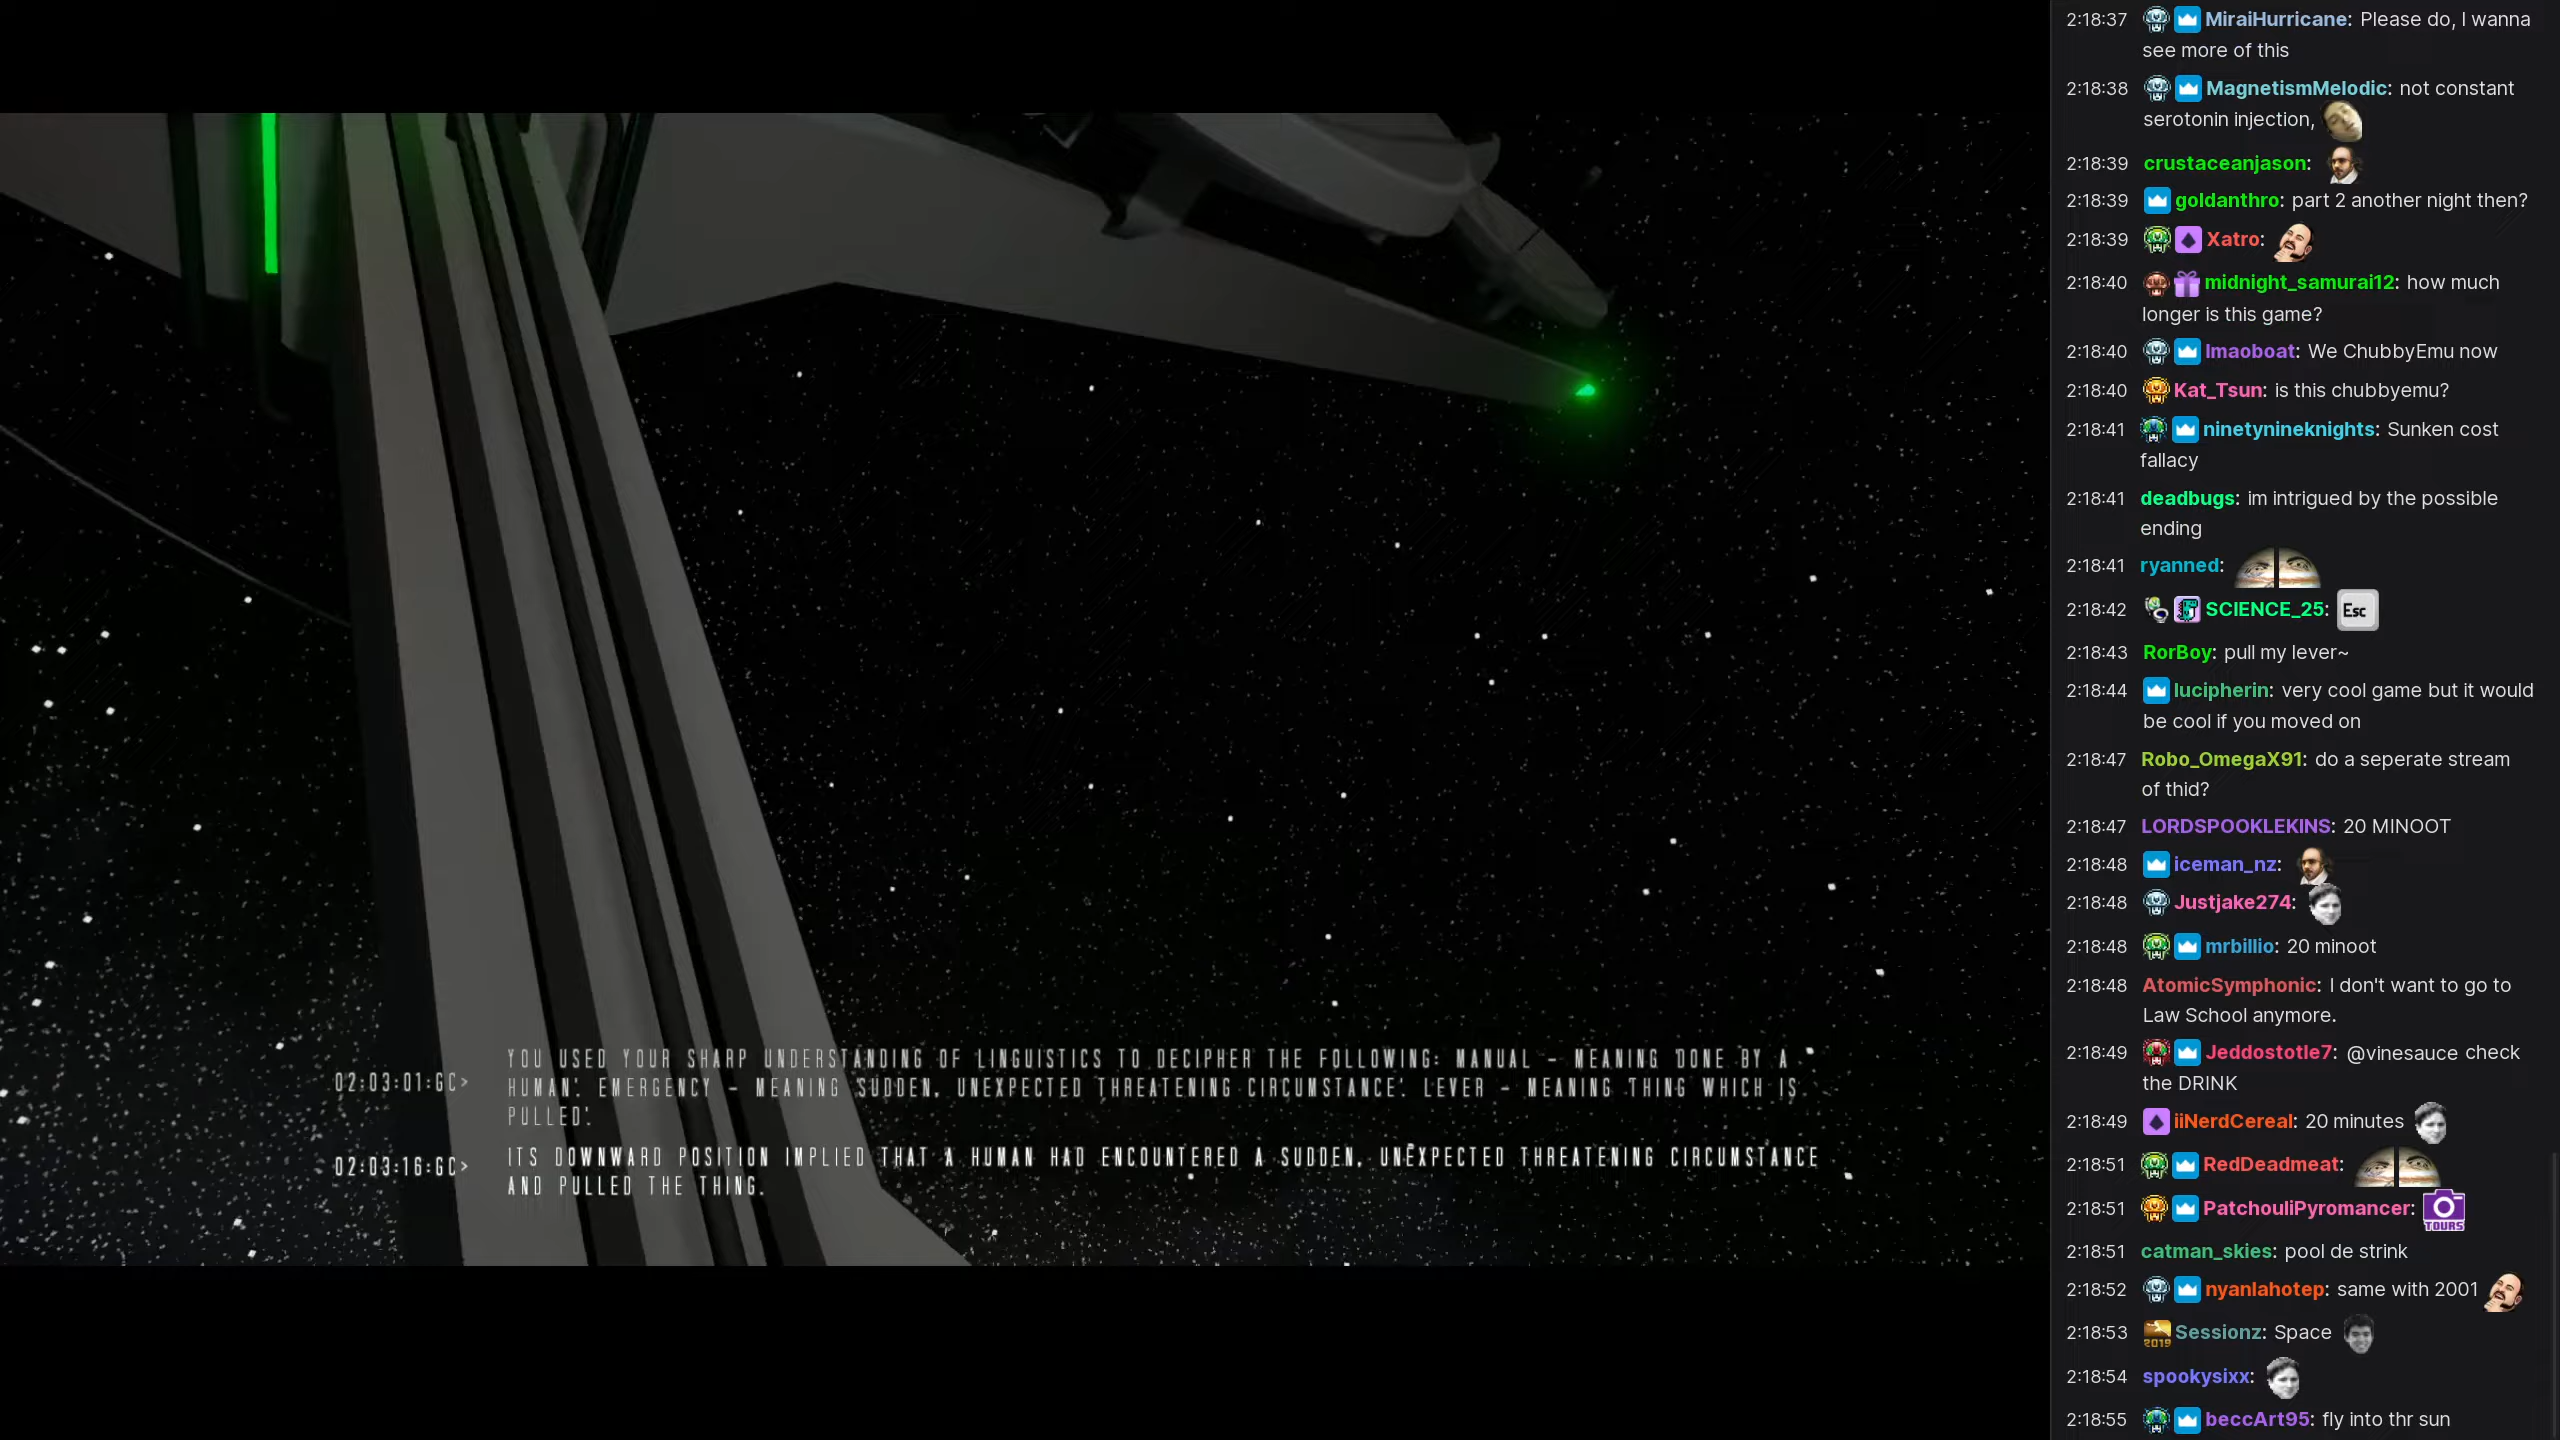 02:03:01:GC>
YOU USED YOUR SHARP UNDERSTANDING OF LINGUISTICS TO DECIPHER THE FOLLOWING: MANUAL - MEANING 'DONE BY A
HUMAN'. EMERGENCY - MEANING 'SUDDEN, UNEXPECTED THREATENING CIRCUMSTANCE'. LEVER - MEANING 'THING WHICH IS
PULLED'.
02:03:16:GC>
ITS DOWNWARD POSITION IMPLIED THAT A HUMAN HAD ENCOUNTERED A SUDDEN, UNEXPECTED THREATENING CIRCUMSTANCE
AND PULLED THE THING.
2:18:37 MiraiHurricane: Please do, I wanna
see more of this
2:18:38 MagnetismMelodic: not constant
serotonin injection,
2:18:39 crustaceanjason:
2:18:39 goldanthro: part 2 another night then?
2:18:39 Xatro:
2:18:40 midnight_samurai12: how much
longer is this game?
2:18:40 lmaoboat: We ChubbyEmu now
2:18:40 Kat_Tsun: is this chubbyemu?
2:18:41 ninetynineknights: Sunken cost
fallacy
2:18:41 deadbugs: im intrigued by the possible
ending
2:18:41 ryanned:
2:18:42 SCIENCE_25: Esc
2:18:43 RorBoy: pull my lever~
2:18:44 lucipherin: very cool game but it would
be cool if you moved on
2:18:47 Robo_OmegaX91: do a seperate stream
of thid?
2:18:47 LORDSPOOKLEKINS: 20 MINOOT
2:18:48 iceman_nz:
2:18:48 Justjake274:
2:18:48 mrbillio: 20 minoot
2:18:48 AtomicSymphonic: I don't want to go to
Law School anymore.
2:18:49 Jeddostotle7: @vinesauce check
the DRINK
2:18:49 iiNerdCereal: 20 minutes
2:18:51 RedDeadmeat:
2:18:51 PatchouliPyromancer: TOURS
2:18:51 catman_skies: pool de strink
2:18:52 nyanlahotep: same with 2001
2:18:53 2019 Sessionz: Space
2:18:54 spookysixx:
2:18:55 beccArt95: fly into thr sun